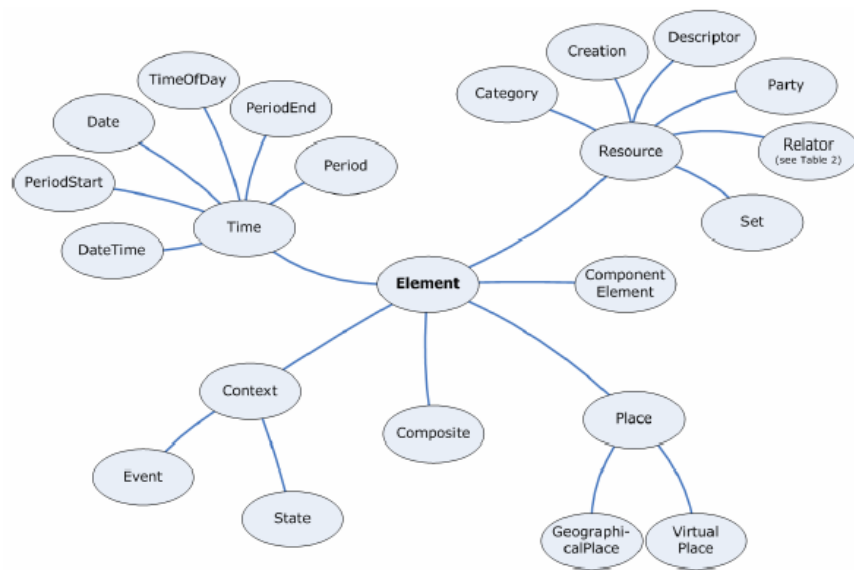 Descriptor
Creation
TimeOfDay
Category
Party
PeriodEnd
Date
Resource
Relator
(see Table 2)
Period
PeriodStart
Time
Set
DateTime
Element
Component
Element
Context
Place
Composite
Event
State
Geographi-
calPlace
Virtual
Place